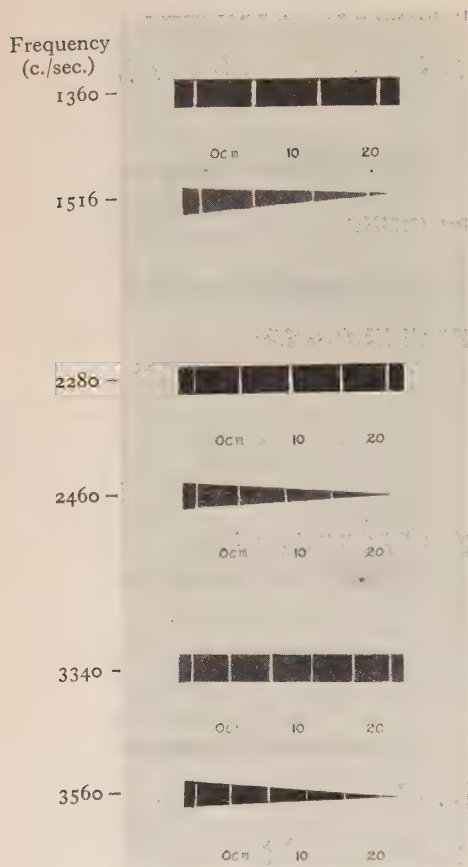 Frequency
(c./sec.)
1360 –
0cm 10 20
1516 –
2280 –
0cm 10 20
2460 –
0cm 10 20
3340 –
10 20
3560 –
0cm 10 20